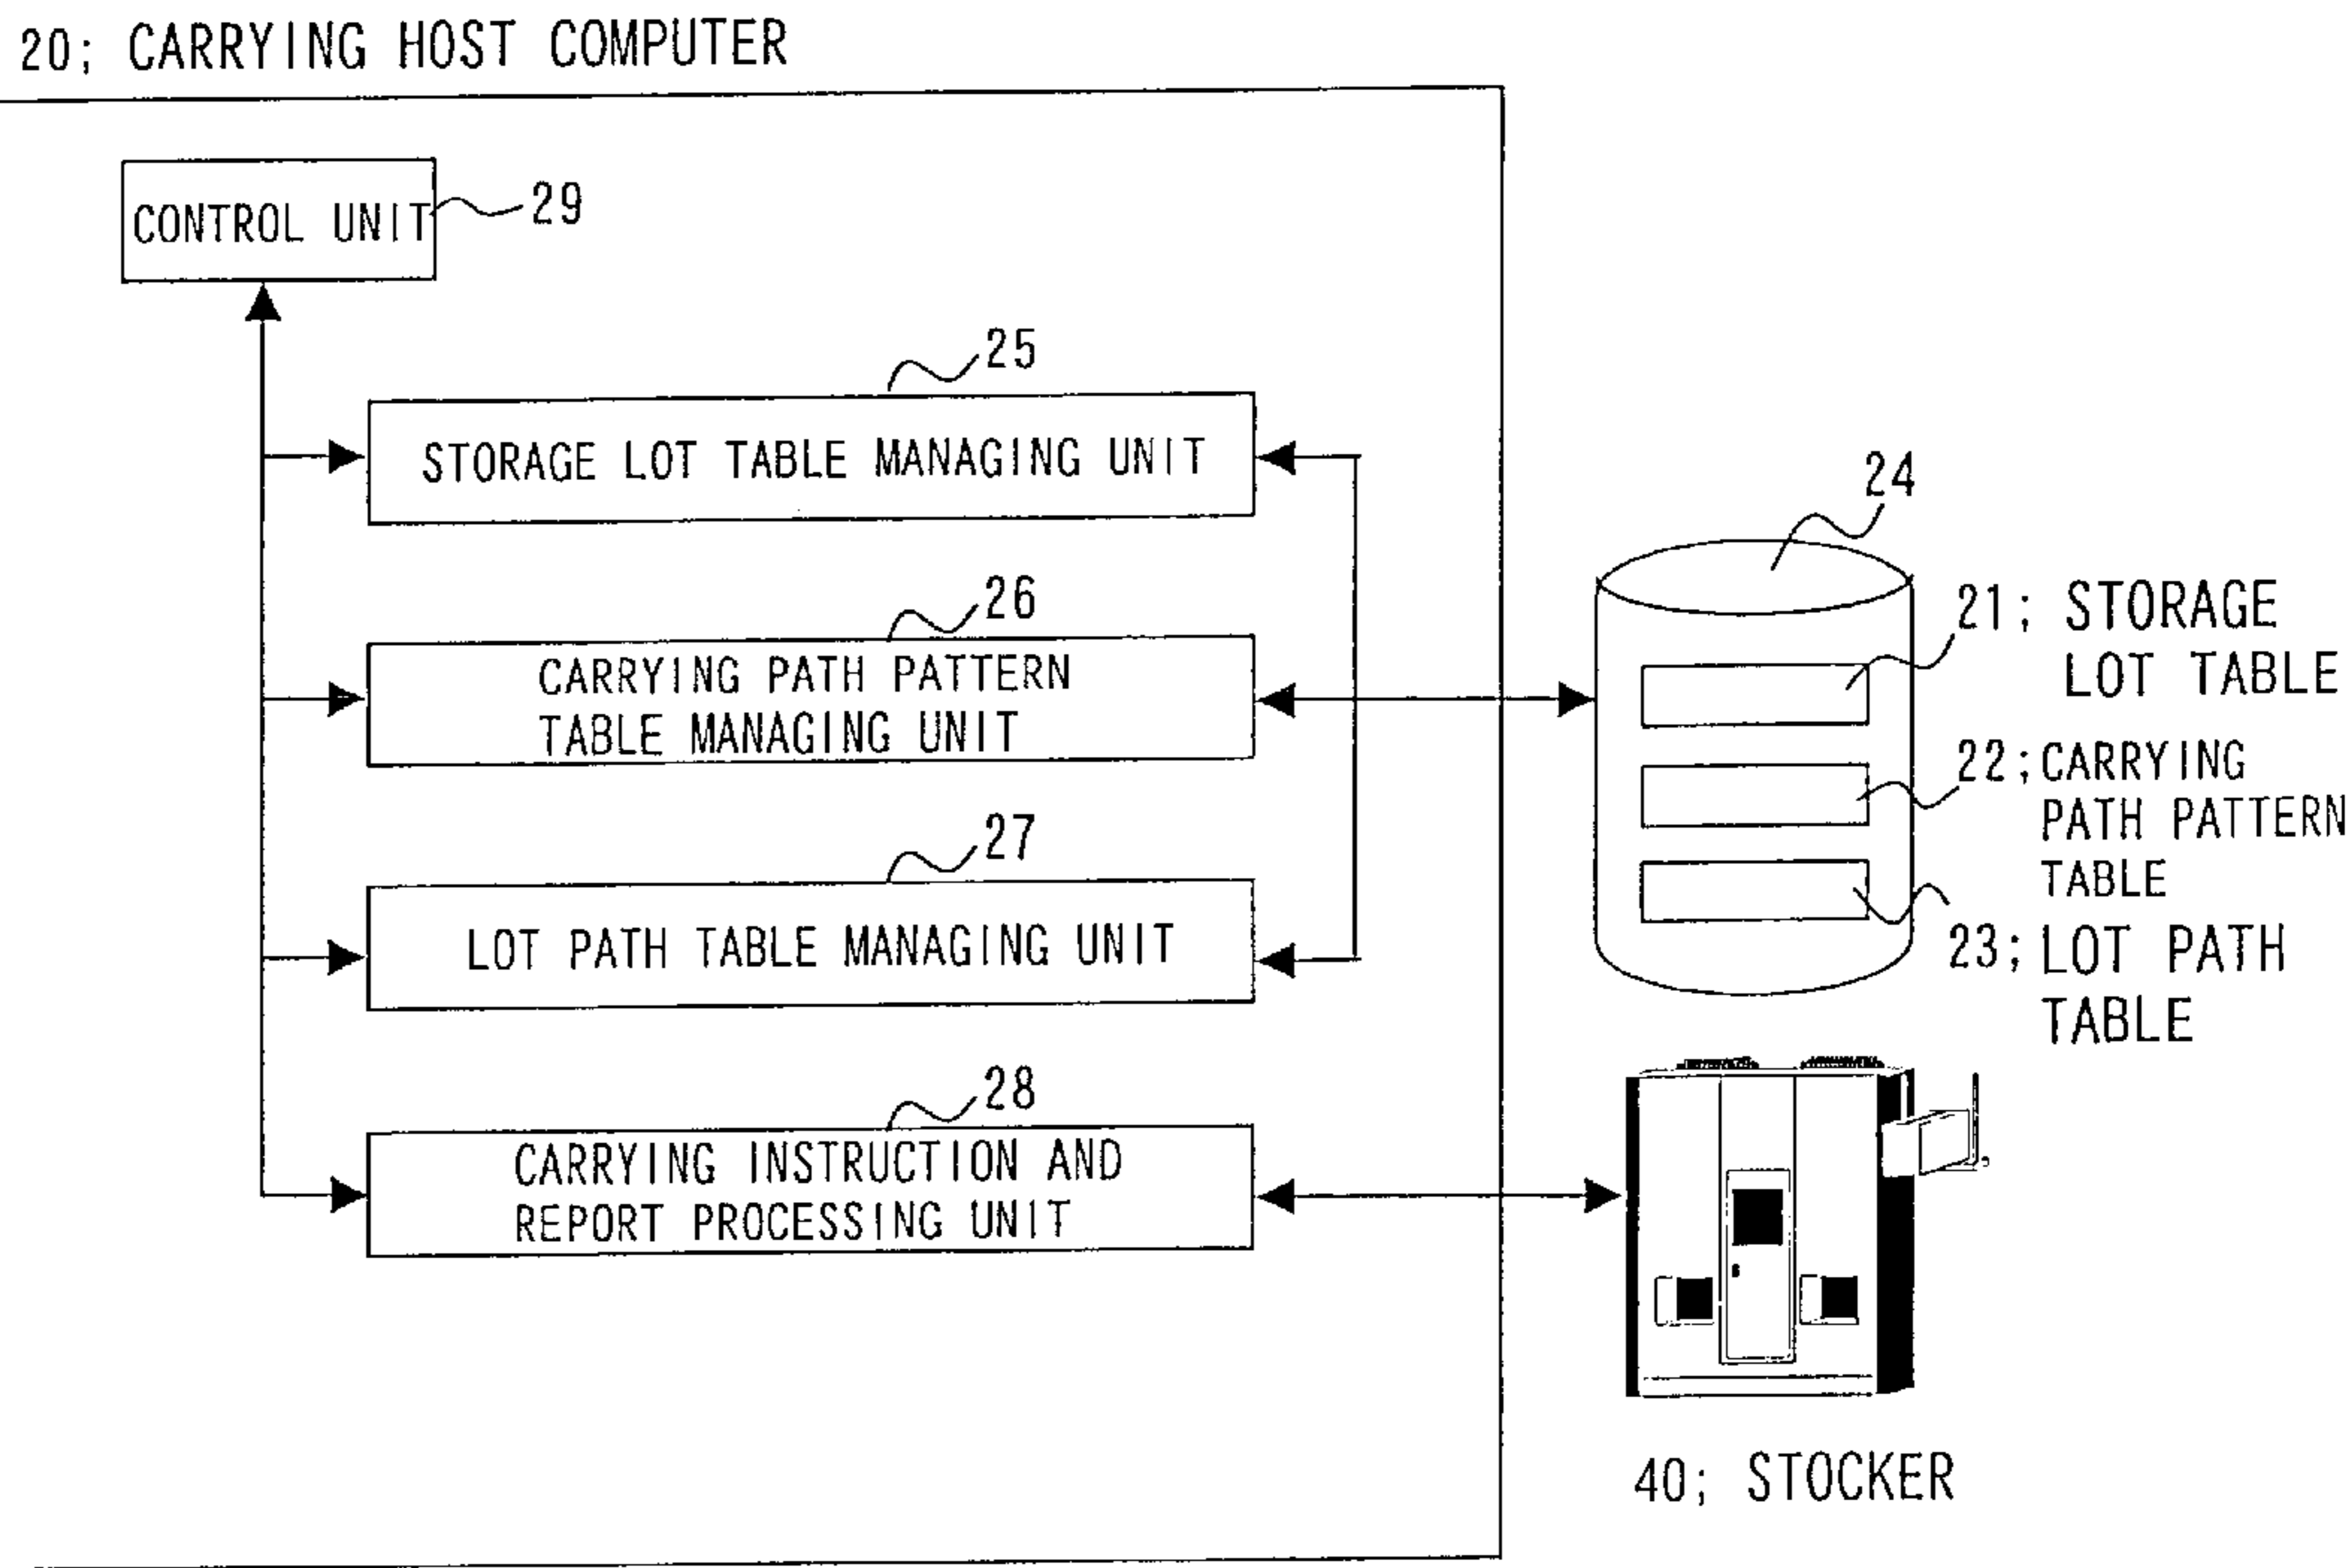 20; CARRYING HOST COMPUTER
CONTROL UNIT
29
25
STORAGE LOT TABLE MANAGING UNIT
26
CARRYING PATH PATTERN
TABLE MANAGING UNIT
27
LOT PATH TABLE MANAGING UNIT
28
CARRYING INSTRUCTION AND
REPORT PROCESSING UNIT
24
21; STORAGE
LOT TABLE
22; CARRYING
PATH PATTERN
TABLE
23; LOT PATH
TABLE
40; STOCKER